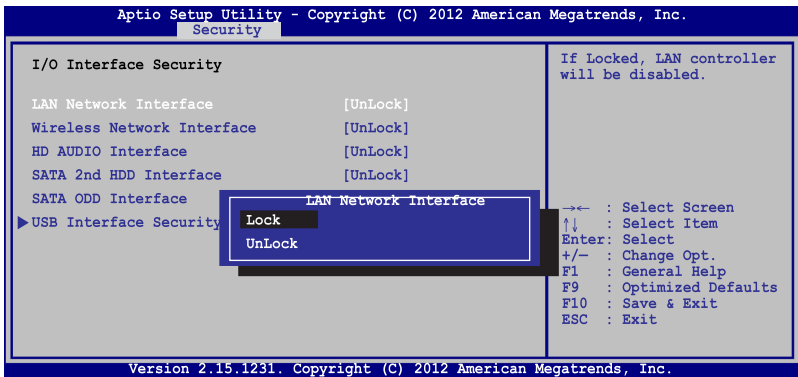 Aptio Setup Utility - Copyright (C) 2012 American Megatrends, Inc.
Security
I/O Interface Security
LAN Network Interface [UnLock]
Wireless Network Interface [UnLock]
HD AUDIO Interface [UnLock]
SATA 2nd HDD Interface [UnLock]
SATA ODD Interface
USB Interface Security
LAN Network Interface
Lock
UnLock
If Locked, LAN controller
will be disabled.
→← : Select Screen
↑↓ : Select Item
Enter: Select
+/— : Change Opt.
F1 : General Help
F9 : Optimized Defaults
F10 : Save & Exit
ESC : Exit
Version 2.15.1231. Copyright (C) 2012 American Megatrends, Inc.